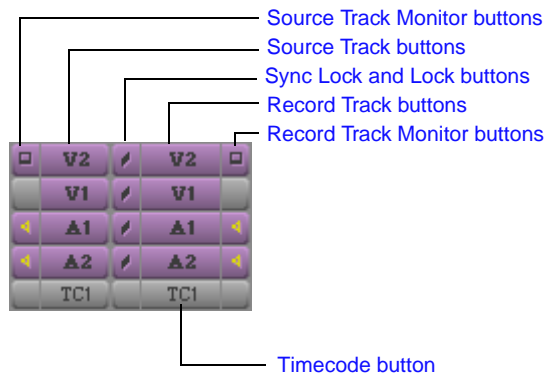 Source Track Monitor buttons
Source Track buttons
Sync Lock and Lock buttons
Record Track buttons
Record Track Monitor buttons
V2 V2
V1 V1
A1 A1
A2 A2
TC1 TC1
Timecode button